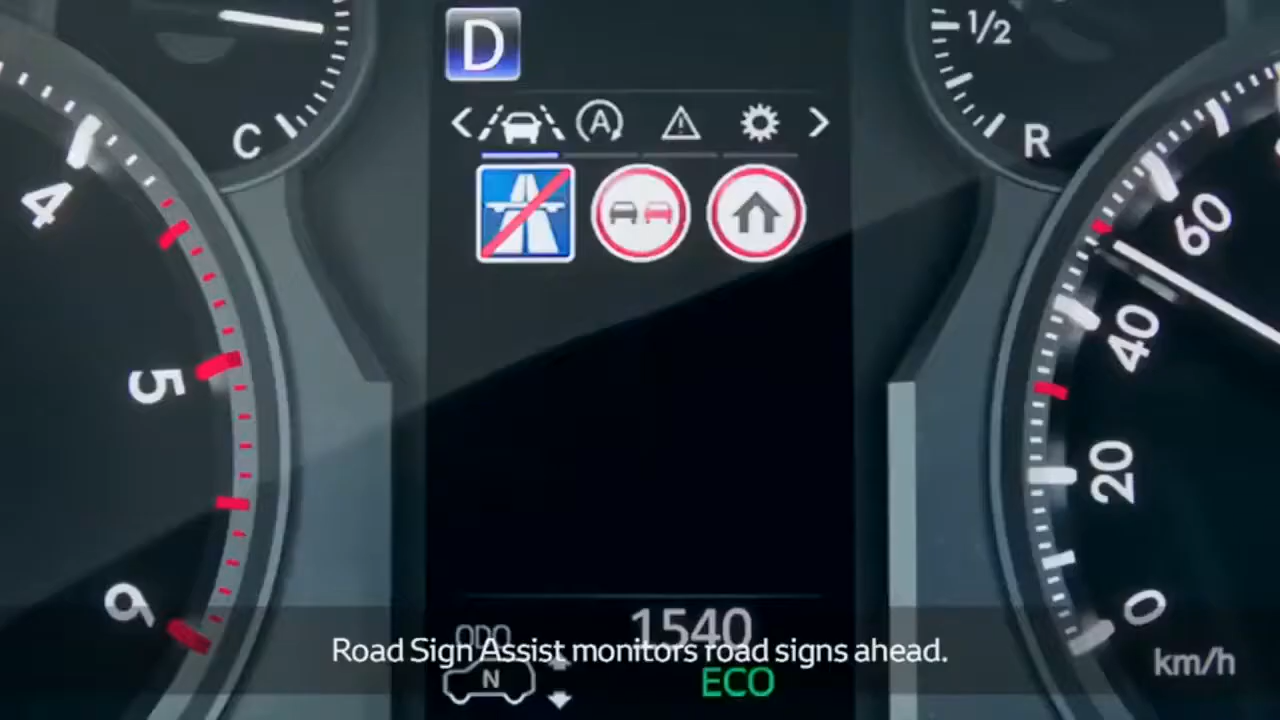 D
1/2
C
R
A
4
60
40
5
20
6
0
1540
ODO
Road Sign Assist monitors road signs ahead.
km/h
N
ECO